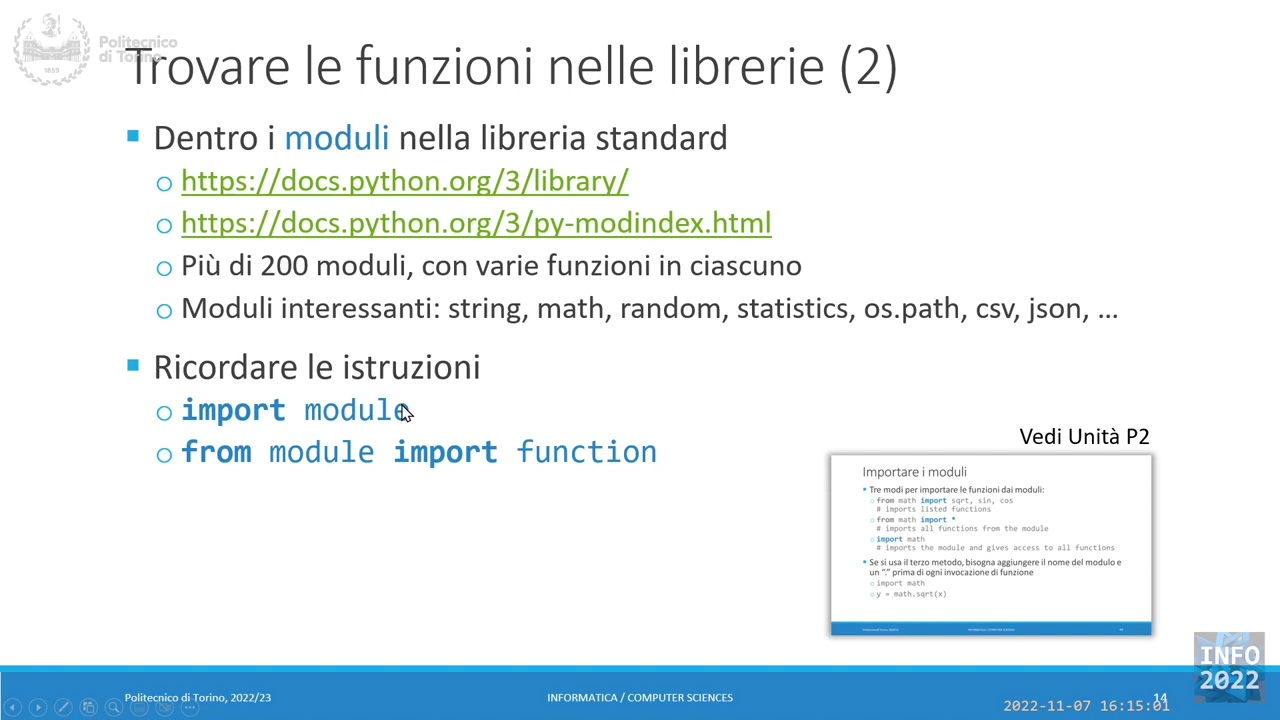 Politecnico
di Torino
1859
Trovare le funzioni nelle librerie (2)
Dentro i moduli nella libreria standard
https://docs.python.org/3/library/
https://docs.python.org/3/py-modindex.html
Più di 200 moduli, con varie funzioni in ciascuno
Moduli interessanti: string, math, random, statistics, os.path, csv, json, …
Ricordare le istruzioni
import module
from module import function
Vedi Unità P2
Importare i moduli
Tre modi per importare le funzioni dai moduli:
from math import sqrt, sin, cos
# imports listed functions
from math import *
# imports all functions from the module
import math
# imports the module and gives access to all functions
Se si usa il terzo metodo, bisogna aggiungere il nome del modulo e
un “.” prima di ogni invocazione di funzione
import math
y = math.sqrt(x)
INFO
2022
Politecnico di Torino, 2022/23
INFORMATICA / COMPUTER SCIENCES
14
2022-11-07 16:15:01